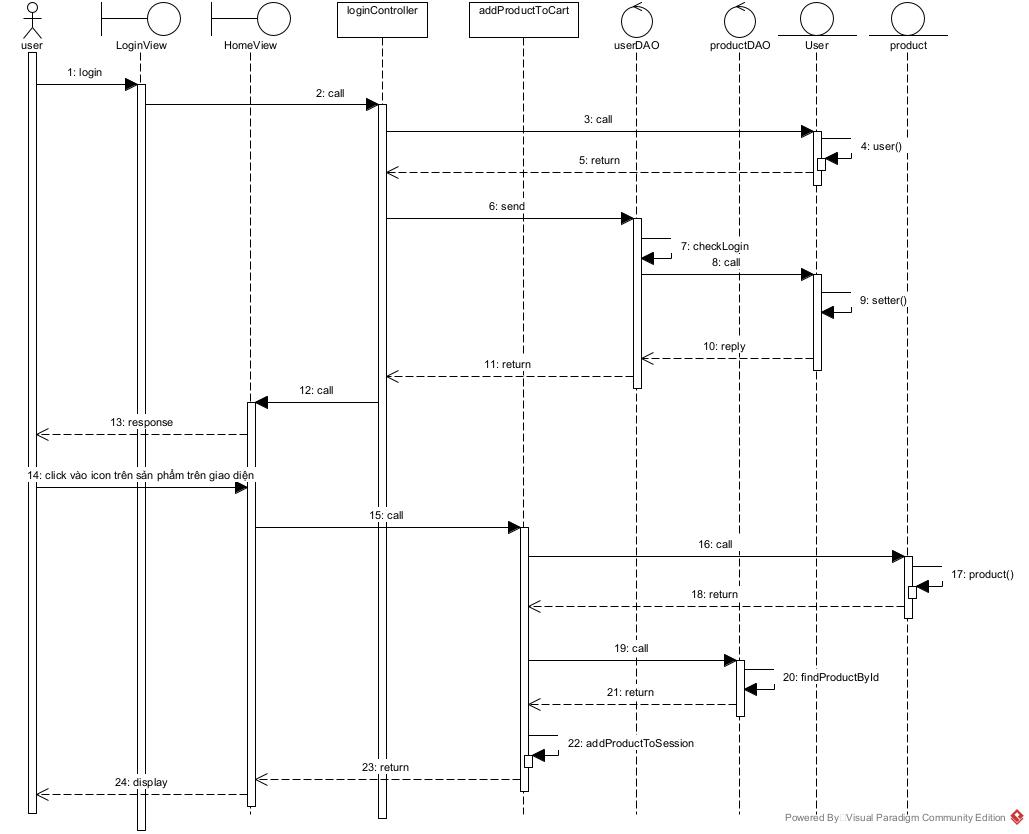 loginController
addProductToCart
user
LoginView
HomeView
userDAO
productDAO
User
product
1: login
2: call
3: call
4: user()
5: return
6: send
7: checkLogin
8: call
9: setter()
10: reply
11: return
12: call
13: response
14: click vào icon trên sản phẩm trên giao diện
15: call
16: call
17: product()
18: return
19: call
20: findProductById
21: return
22: addProductToSession
23: return
24: display
Powered By Visual Paradigm Community Edition